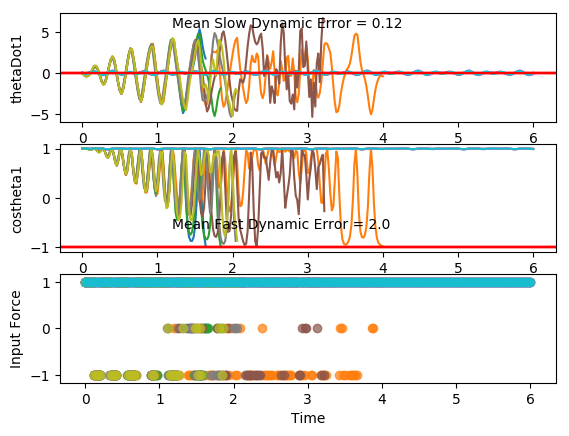 Mean Slow Dynamic Error = 0.12
thetaDot1
5
0
−5
0 1 2 3 4 5 6
costheta1
1
0
−1
Mean Fast Dynamic Error = 2.0
0 1 2 3 4 5 6
Input Force
1
0
−1
0 1 2 3 4 5 6
Time